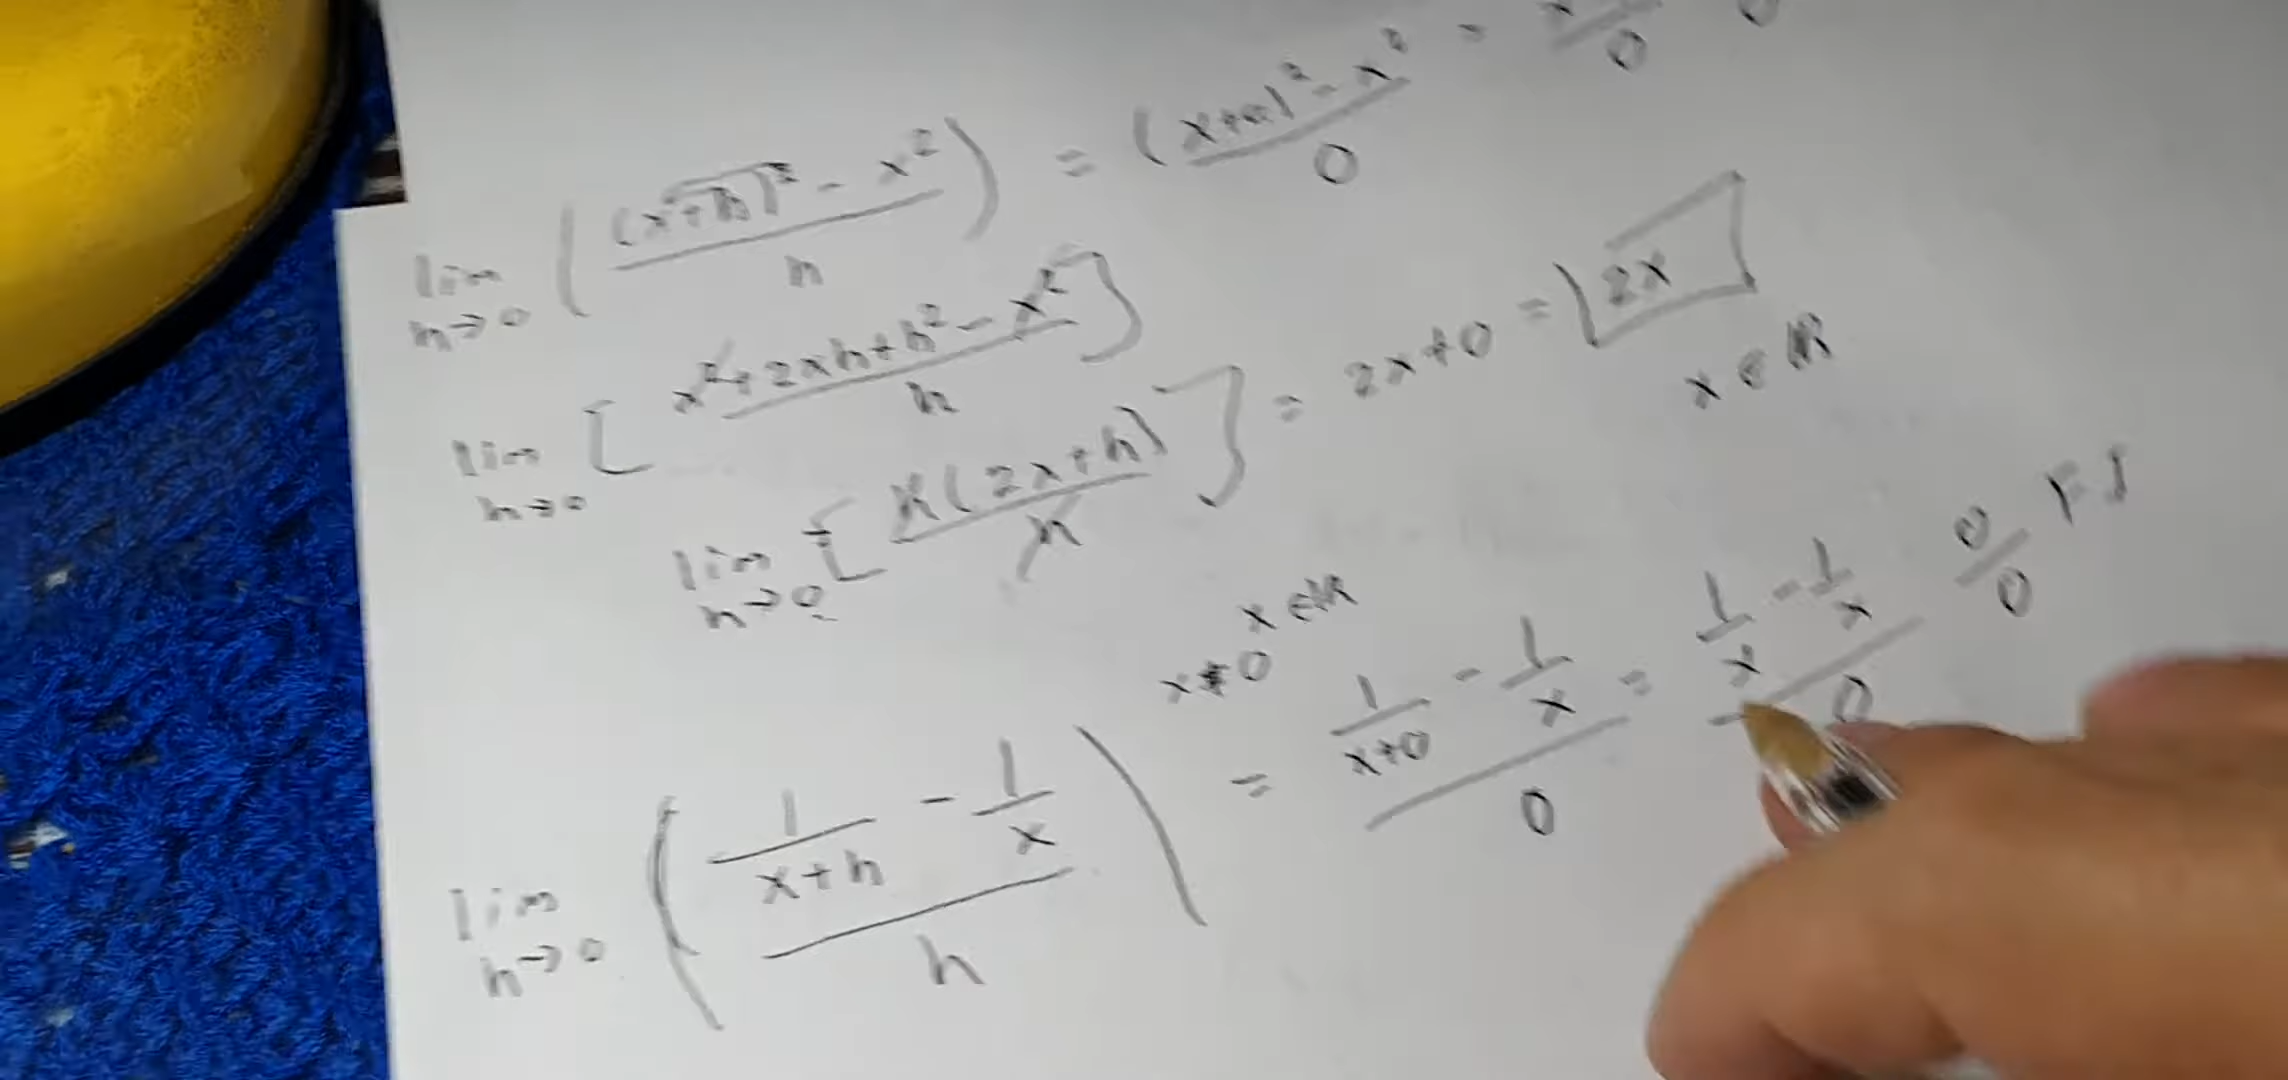 lim h→0 ( ((x+h)² - x²) / h ) = ((x+0)² - x²) / 0 = / 0 0
lim h→0 [ (x² + 2xh + h² - x²) / h ]
lim h→0 [ h(2x+h) / h ] = 2x+0 = 2x
x ∈ ℝ
x ∈ ℝ
x ≠ 0
lim h→0 ( (1/(x+h) - 1/x) / h ) = (1/(x+0) - 1/x) / 0 = (1/x - 1/x) / 0 0/0 FI